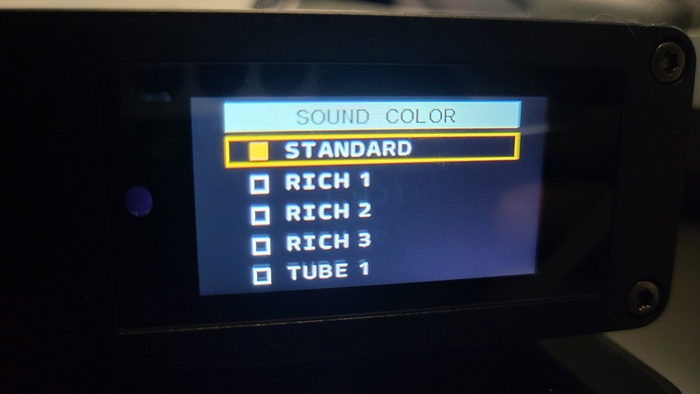 SOUND COLOR
STANDARD
RICH 1
RICH 2
RICH 3
TUBE 1